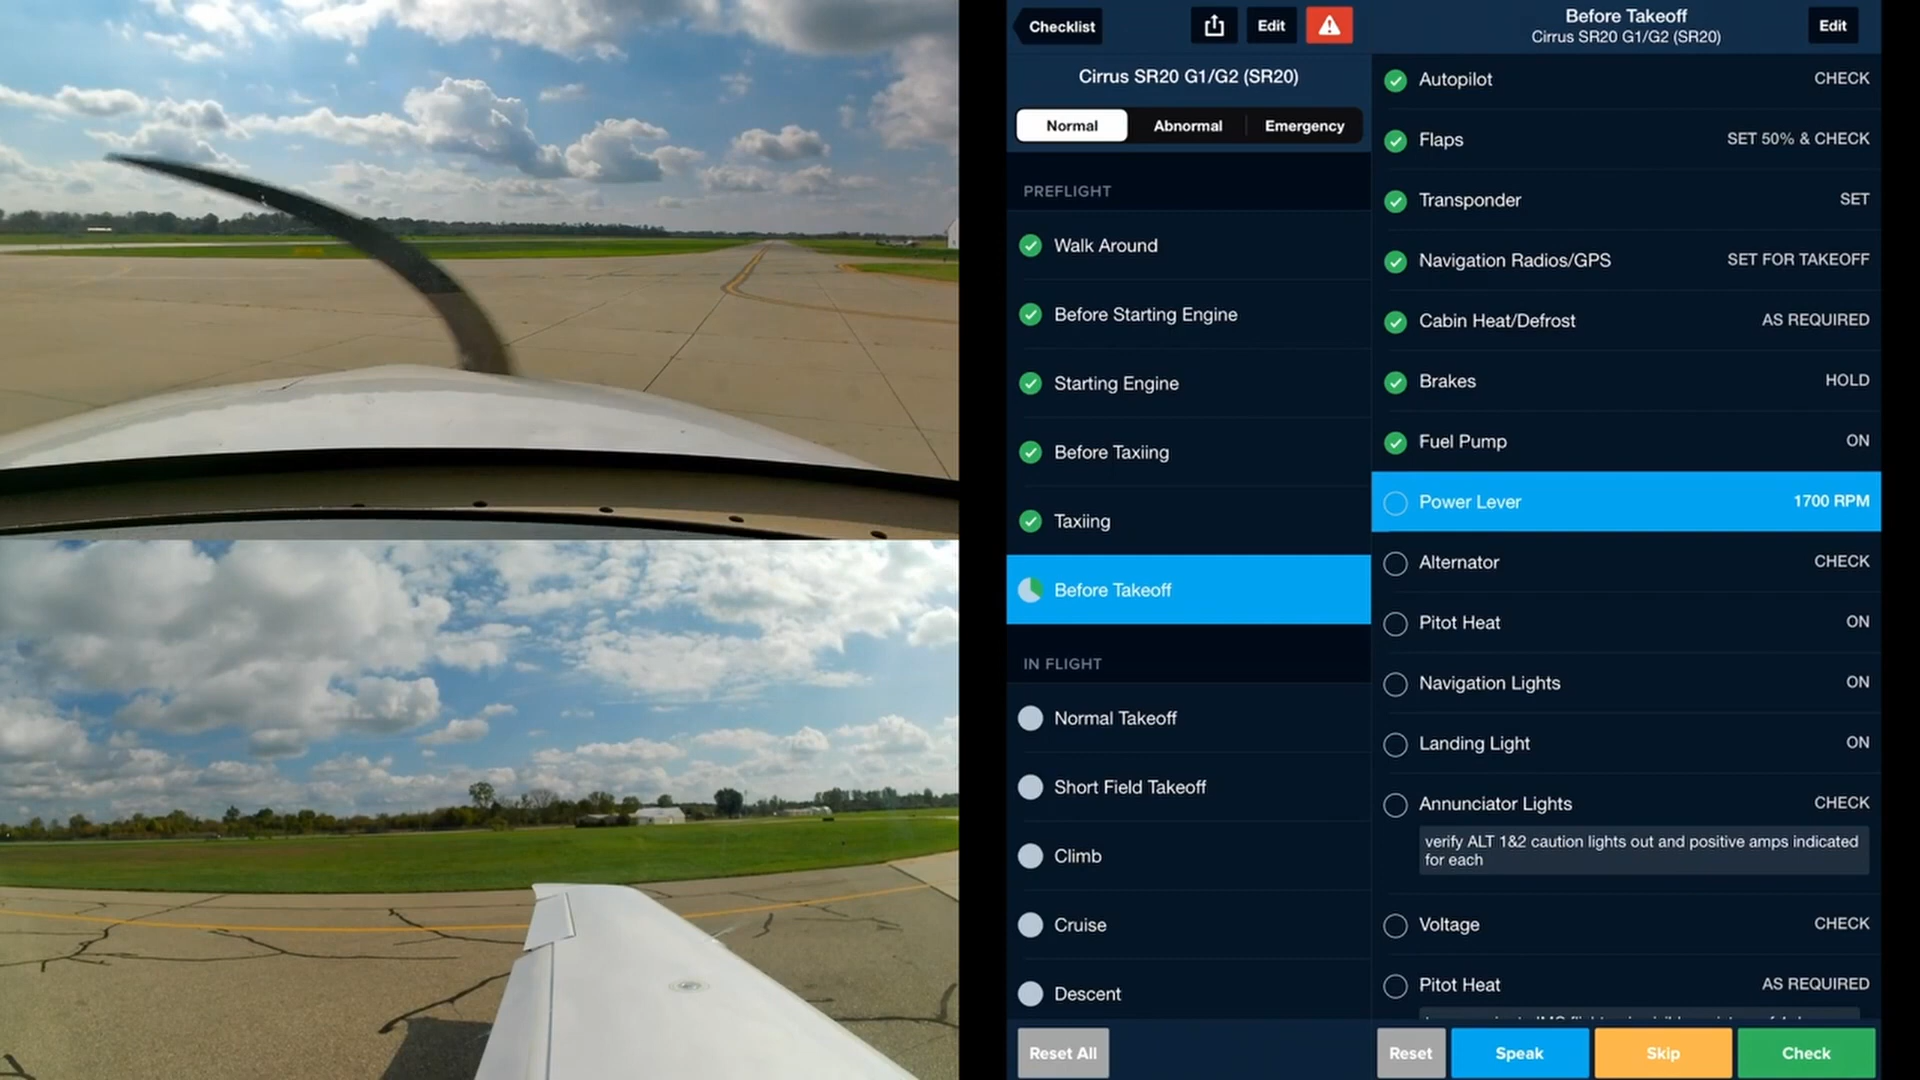 Checklist
Edit
Cirrus SR20 G1/G2 (SR20)
Normal
Abnormal
Emergency
PREFLIGHT
Walk Around
Before Starting Engine
Starting Engine
Before Taxiing
Taxiing
Before Takeoff
IN FLIGHT
Normal Takeoff
Short Field Takeoff
Climb
Cruise
Descent
Reset All
Before Takeoff
Cirrus SR20 G1/G2 (SR20)
Edit
Autopilot CHECK
Flaps SET 50% & CHECK
Transponder SET
Navigation Radios/GPS SET FOR TAKEOFF
Cabin Heat/Defrost AS REQUIRED
Brakes HOLD
Fuel Pump ON
Power Lever 1700 RPM
Alternator CHECK
Pitot Heat ON
Navigation Lights ON
Landing Light ON
Annunciator Lights CHECK
verify ALT 1&2 caution lights out and positive amps indicated
for each
Voltage CHECK
Pitot Heat AS REQUIRED
Reset
Speak
Skip
Check